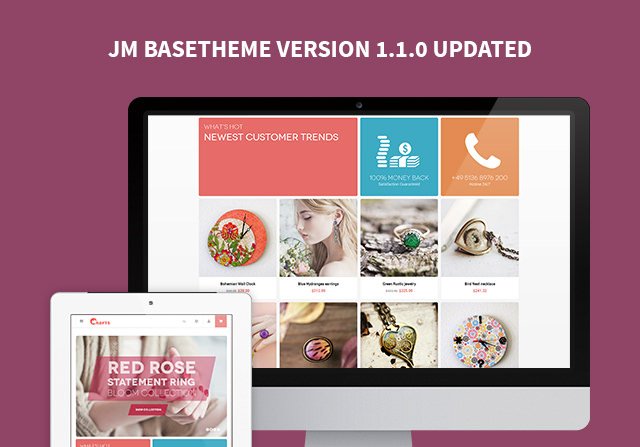 JM BASETHEME VERSION 1.1.0 UPDATED
WHAT'S HOT
NEWEST CUSTOMER TRENDS
100% MONEY BACK
Satisfaction Guaranteed
+49 5136 8976 200
Hotline 24/7
Bohemian Wall Clock
Blue Hydrangea earrings
Green Rustic jewelry
Bird Nest necklace
CRAFTS
RED ROSE
STATEMENT RING
BLOOM COLLECTION
WHAT'S HOT